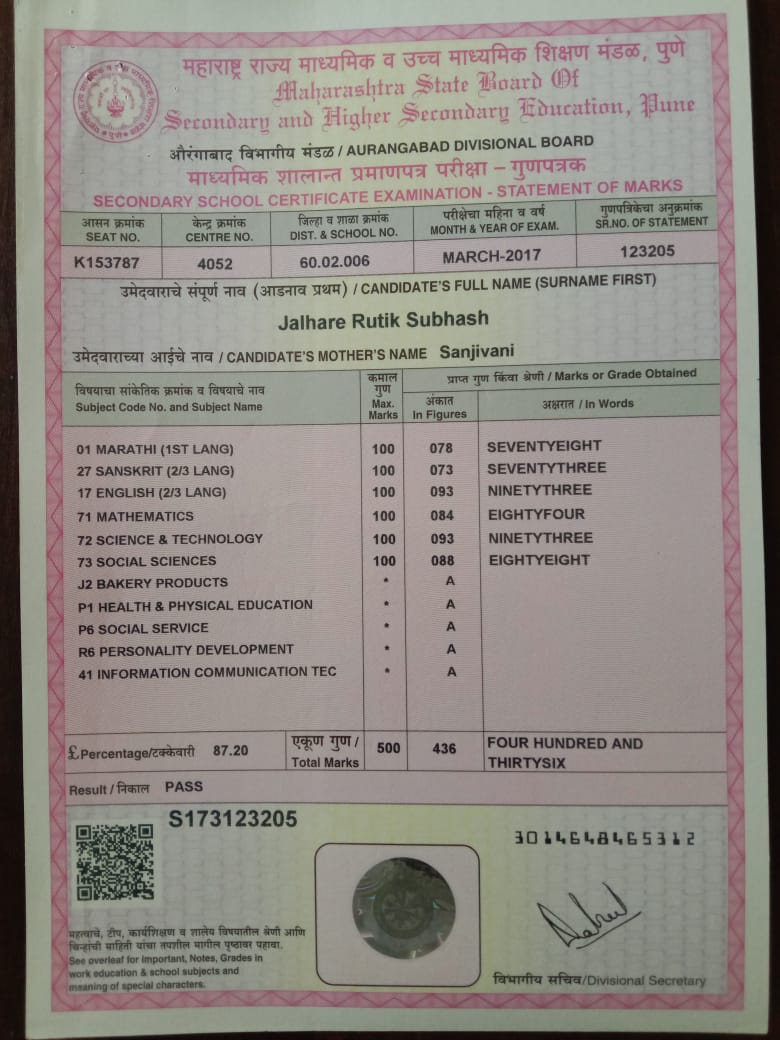 महाराष्ट्र राज्य माध्यमिक व उच्च माध्यमिक शिक्षण मंडळ, पुणे
Maharashtra State Board Of
Secondary and Higher Secondary Education, Pune
औरंगाबाद विभागीय मंडळ / AURANGABAD DIVISIONAL BOARD
माध्यमिक शालान्त प्रमाणपत्र परीक्षा – गुणपत्रक
SECONDARY SCHOOL CERTIFICATE EXAMINATION - STATEMENT OF MARKS
आसन क्रमांक केन्द्र क्रमांक जिल्हा व शाळा क्रमांक परीक्षेचा महिना व वर्ष गुणपत्रिकेचा अनुक्रमांक
SEAT NO. CENTRE NO. DIST. & SCHOOL NO. MONTH & YEAR OF EXAM. SR.NO. OF STATEMENT
K153787 4052 60.02.006 MARCH-2017 123205
उमेदवाराचे संपूर्ण नाव (आडनाव प्रथम) / CANDIDATE'S FULL NAME (SURNAME FIRST)
Jalhare Rutik Subhash
उमेदवाराच्या आईचे नाव / CANDIDATE'S MOTHER'S NAME Sanjivani
विषयाचा सांकेतिक क्रमांक व विषयाचे नाव
Subject Code No. and Subject Name
कमाल
गुण
Max.
Marks
प्राप्त गुण किंवा श्रेणी / Marks or Grade Obtained
अंकात
In Figures
अक्षरात / In Words
01 MARATHI (1ST LANG) 100 078 SEVENTYEIGHT
27 SANSKRIT (2/3 LANG) 100 073 SEVENTYTHREE
17 ENGLISH (2/3 LANG) 100 093 NINETYTHREE
71 MATHEMATICS 100 084 EIGHTYFOUR
72 SCIENCE & TECHNOLOGY 100 093 NINETYTHREE
73 SOCIAL SCIENCES 100 088 EIGHTYEIGHT
J2 BAKERY PRODUCTS * A
P1 HEALTH & PHYSICAL EDUCATION * A
P6 SOCIAL SERVICE * A
R6 PERSONALITY DEVELOPMENT * A
41 INFORMATION COMMUNICATION TEC * A
£Percentage/टक्केवारी 87.20
एकूण गुण /
Total Marks
500 436
FOUR HUNDRED AND
THIRTYSIX
Result / निकाल PASS
S173123205
3014648465312
महत्वाचे, टीप, कार्यशिक्षण व शालेय विषयातील श्रेणी आणि
चिन्हांची माहिती यांचा तपशील मागील पृष्ठावर पहावा.
See overleaf for Important, Notes, Grades in
work education & school subjects and
meaning of special characters.
विभागीय सचिव/Divisional Secretary